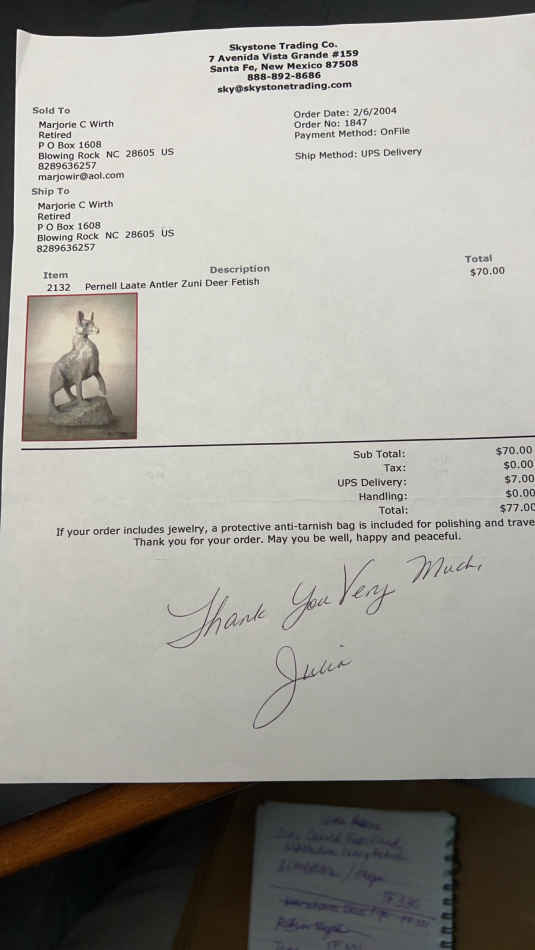 Skystone Trading Co.
7 Avenida Vista Grande #159
Santa Fe, New Mexico 87508
888-892-8686
sky@skystonetrading.com
Sold To
Marjorie C Wirth
Retired
P O Box 1608
Blowing Rock NC 28605 US
8289636257
marjowir@aol.com
Order Date: 2/6/2004
Order No: 1847
Payment Method: OnFile
Ship Method: UPS Delivery
Ship To
Marjorie C Wirth
Retired
P O Box 1608
Blowing Rock NC 28605 US
8289636257
Item Description Total
2132 Pernell Laate Antler Zuni Deer Fetish $70.00
Sub Total: $70.00
Tax: $0.00
UPS Delivery: $7.00
Handling: $0.00
Total: $77.00
If your order includes jewelry, a protective anti-tarnish bag is included for polishing and trave
Thank you for your order. May you be well, happy and peaceful.
Thank You Very Much,
Julia